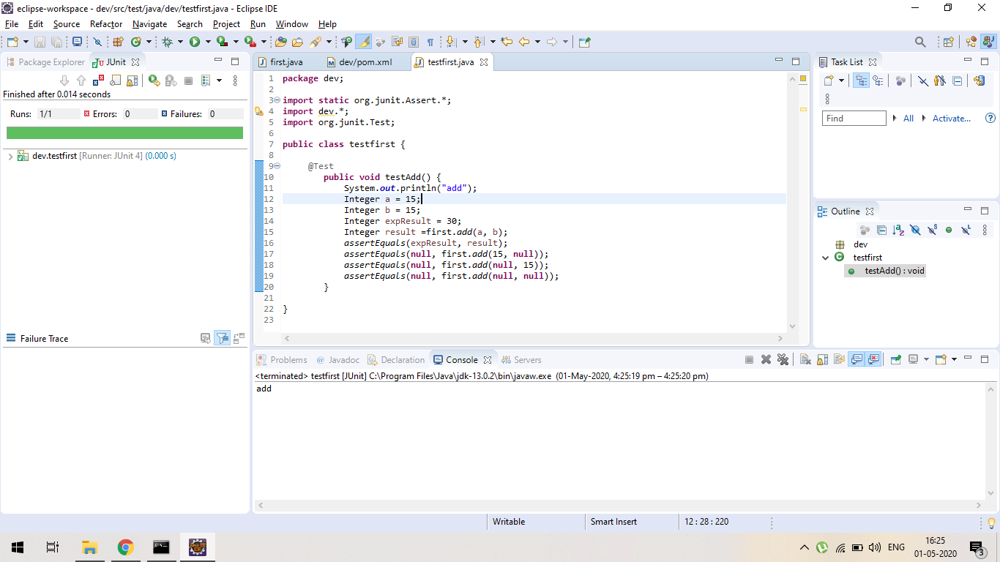 eclipse-workspace - dev/src/test/java/dev/testfirst.java - Eclipse IDE
File Edit Source Refactor Navigate Search Project Run Window Help
Package Explorer JUnit
Finished after 0.014 seconds
Runs: 1/1 Errors: 0 Failures: 0
dev.testfirst [Runner: JUnit 4] (0.000 s)
Failure Trace
first.java dev/pom.xml testfirst.java
1 package dev;
2
3 import static org.junit.Assert.*;
4 import dev.*;
5 import org.junit.Test;
6
7 public class testfirst {
8
9 @Test
10 public void testAdd() {
11 System.out.println("add");
12 Integer a = 15;
13 Integer b = 15;
14 Integer expResult = 30;
15 Integer result =first.add(a, b);
16 assertEquals(expResult, result);
17 assertEquals(null, first.add(15, null));
18 assertEquals(null, first.add(null, 15));
19 assertEquals(null, first.add(null, null));
20 }
21
22 }
23
Task List
Find All Activate...
Outline
dev
testfirst
testAdd() : void
Problems Javadoc Declaration Console Servers
<terminated> testfirst [JUnit] C:\Program Files\Java\jdk-13.0.2\bin\javaw.exe (01-May-2020, 4:25:19 pm – 4:25:20 pm)
add
Writable Smart Insert 12 : 28 : 220
ENG
16:25
01-05-2020
3